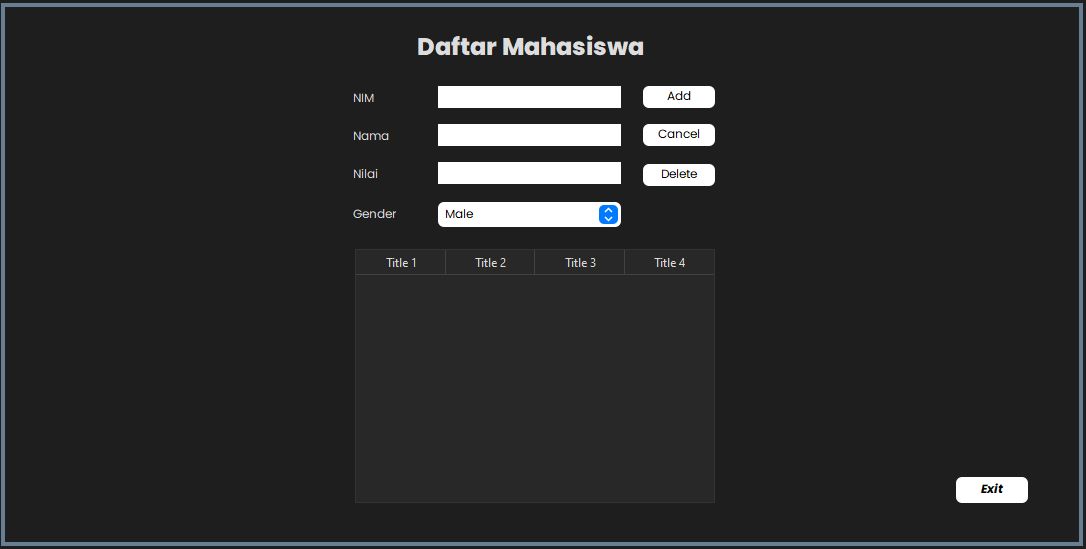 Daftar Mahasiswa
NIM
Add
Nama
Cancel
Nilai
Delete
Gender
Male
Title 1 Title 2 Title 3 Title 4
Exit